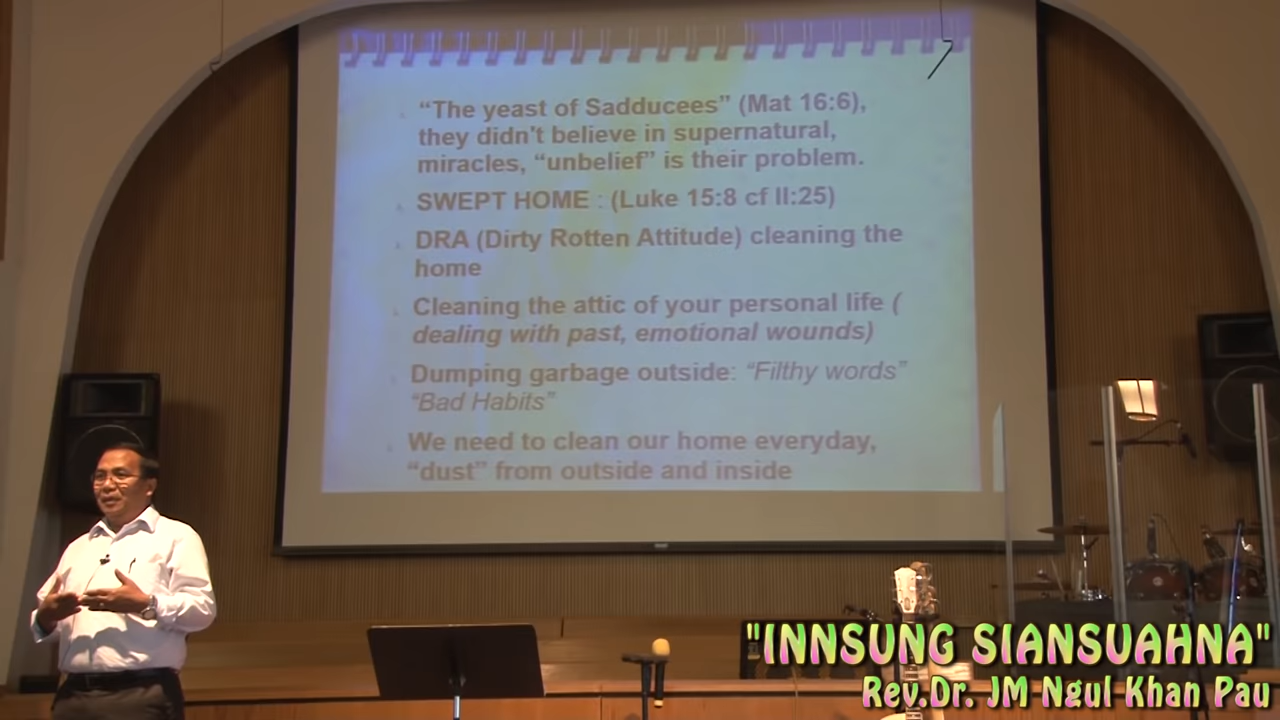 “The yeast of Sadducees” (Mat 16:6),
they didn't believe in supernatural,
miracles, “unbelief” is their problem.
SWEPT HOME : (Luke 15:8 cf II:25)
DRA (Dirty Rotten Attitude) cleaning the
home
Cleaning the attic of your personal life (
dealing with past, emotional wounds)
Dumping garbage outside: “Filthy words”
“Bad Habits”
We need to clean our home everyday,
“dust” from outside and inside
"INNSUNG SIANSUAHNA"
Rev.Dr. JM Ngul Khan Pau